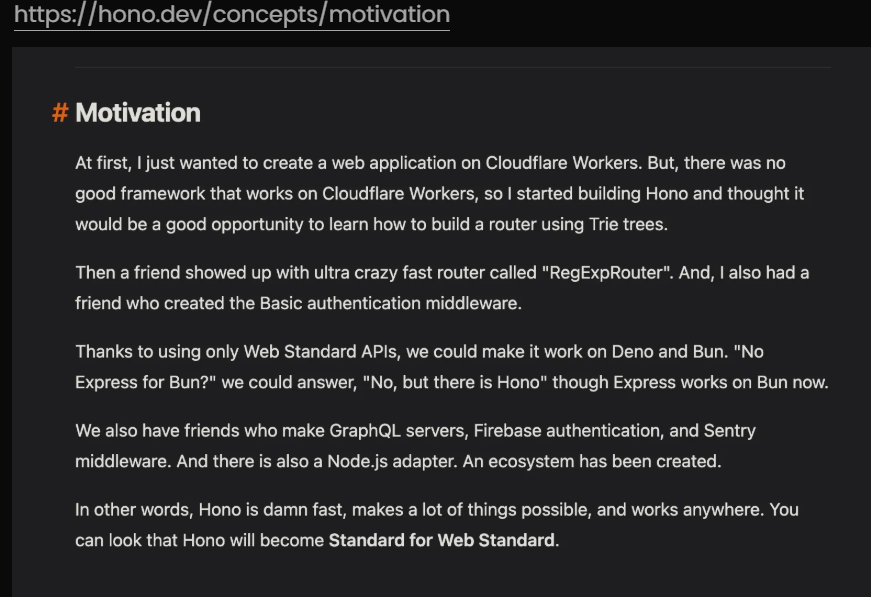 https://hono.dev/concepts/motivation
# Motivation
At first, I just wanted to create a web application on Cloudflare Workers. But, there was no
good framework that works on Cloudflare Workers, so I started building Hono and thought it
would be a good opportunity to learn how to build a router using Trie trees.
Then a friend showed up with ultra crazy fast router called "RegExpRouter". And, I also had a
friend who created the Basic authentication middleware.
Thanks to using only Web Standard APIs, we could make it work on Deno and Bun. "No
Express for Bun?" we could answer, "No, but there is Hono" though Express works on Bun now.
We also have friends who make GraphQL servers, Firebase authentication, and Sentry
middleware. And there is also a Node.js adapter. An ecosystem has been created.
In other words, Hono is damn fast, makes a lot of things possible, and works anywhere. You
can look that Hono will become Standard for Web Standard.